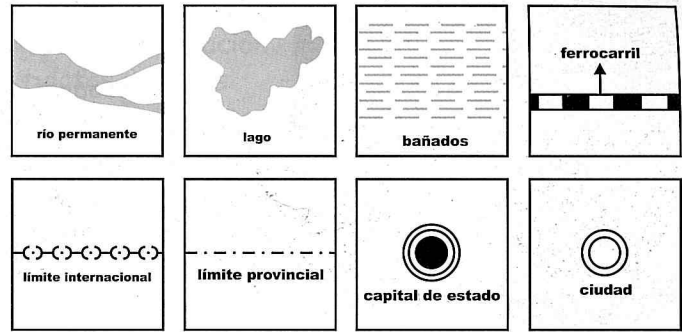 río permanente
lago
bañados
ferrocarril
límite internacional
límite provincial
capital de estado
ciudad